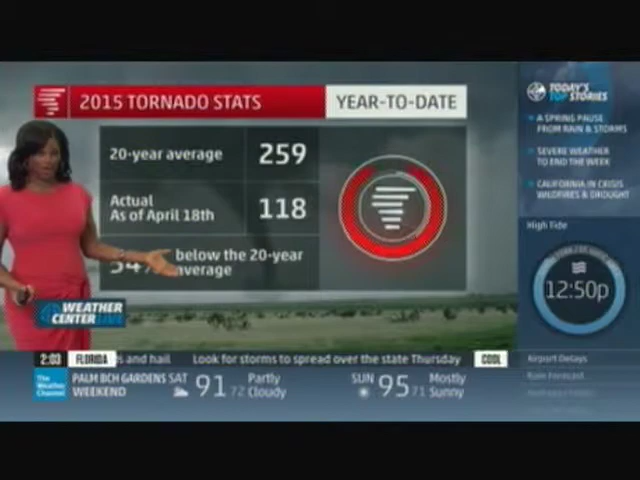 2015 TORNADO STATS
YEAR-TO-DATE
20-year average 259
Actual
As of April 18th
118
54% below the 20-year
average
WEATHER
CENTER LIVE
TODAY'S
TOP STORIES
A SPRING PAUSE
FROM RAIN & STORMS
SEVERE WEATHER
TO END THE WEEK
CALIFORNIA IN CRISIS
WILDFIRES & DROUGHT
High Tide
12:50p
Airport Delays
Rain Forecast
2:03 FLORIDA s and hail Look for storms to spread over the state Thursday COOL
The
Weather
Channel
PALM BCH GARDENS
WEEKEND
SAT 91 72 Partly
Cloudy
SUN 95 71 Mostly
Sunny